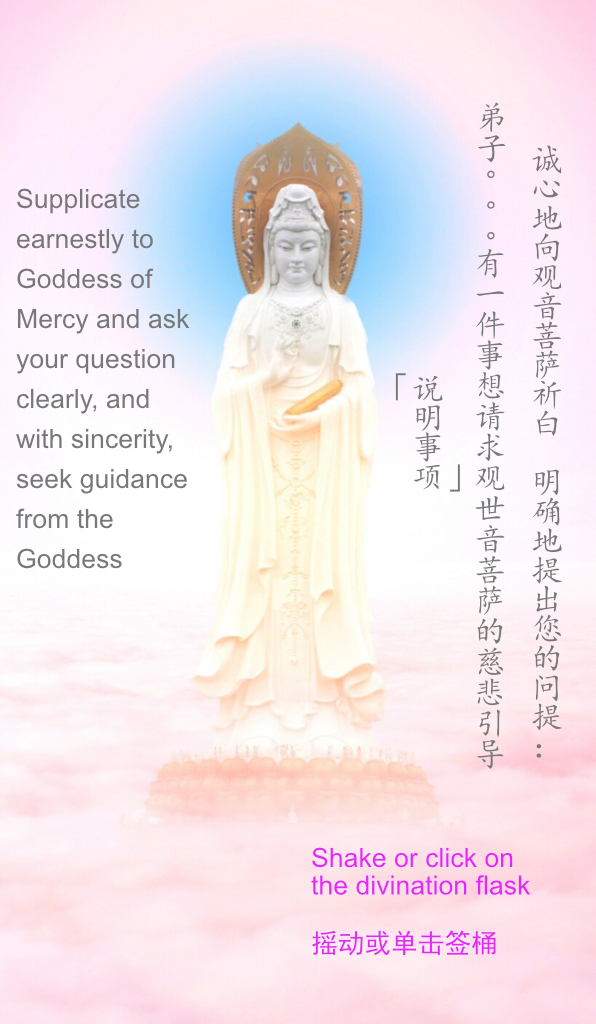 Supplicate
earnestly to
Goddess of
Mercy and ask
your question
clearly, and
with sincerity,
seek guidance
from the
Goddess
诚心地向观音菩萨祈白 明确地提出您的问提：
弟子。。。有一件事想请求观世音菩萨的慈悲引导
「说明事项」
Shake or click on
the divination flask
摇动或单击签桶